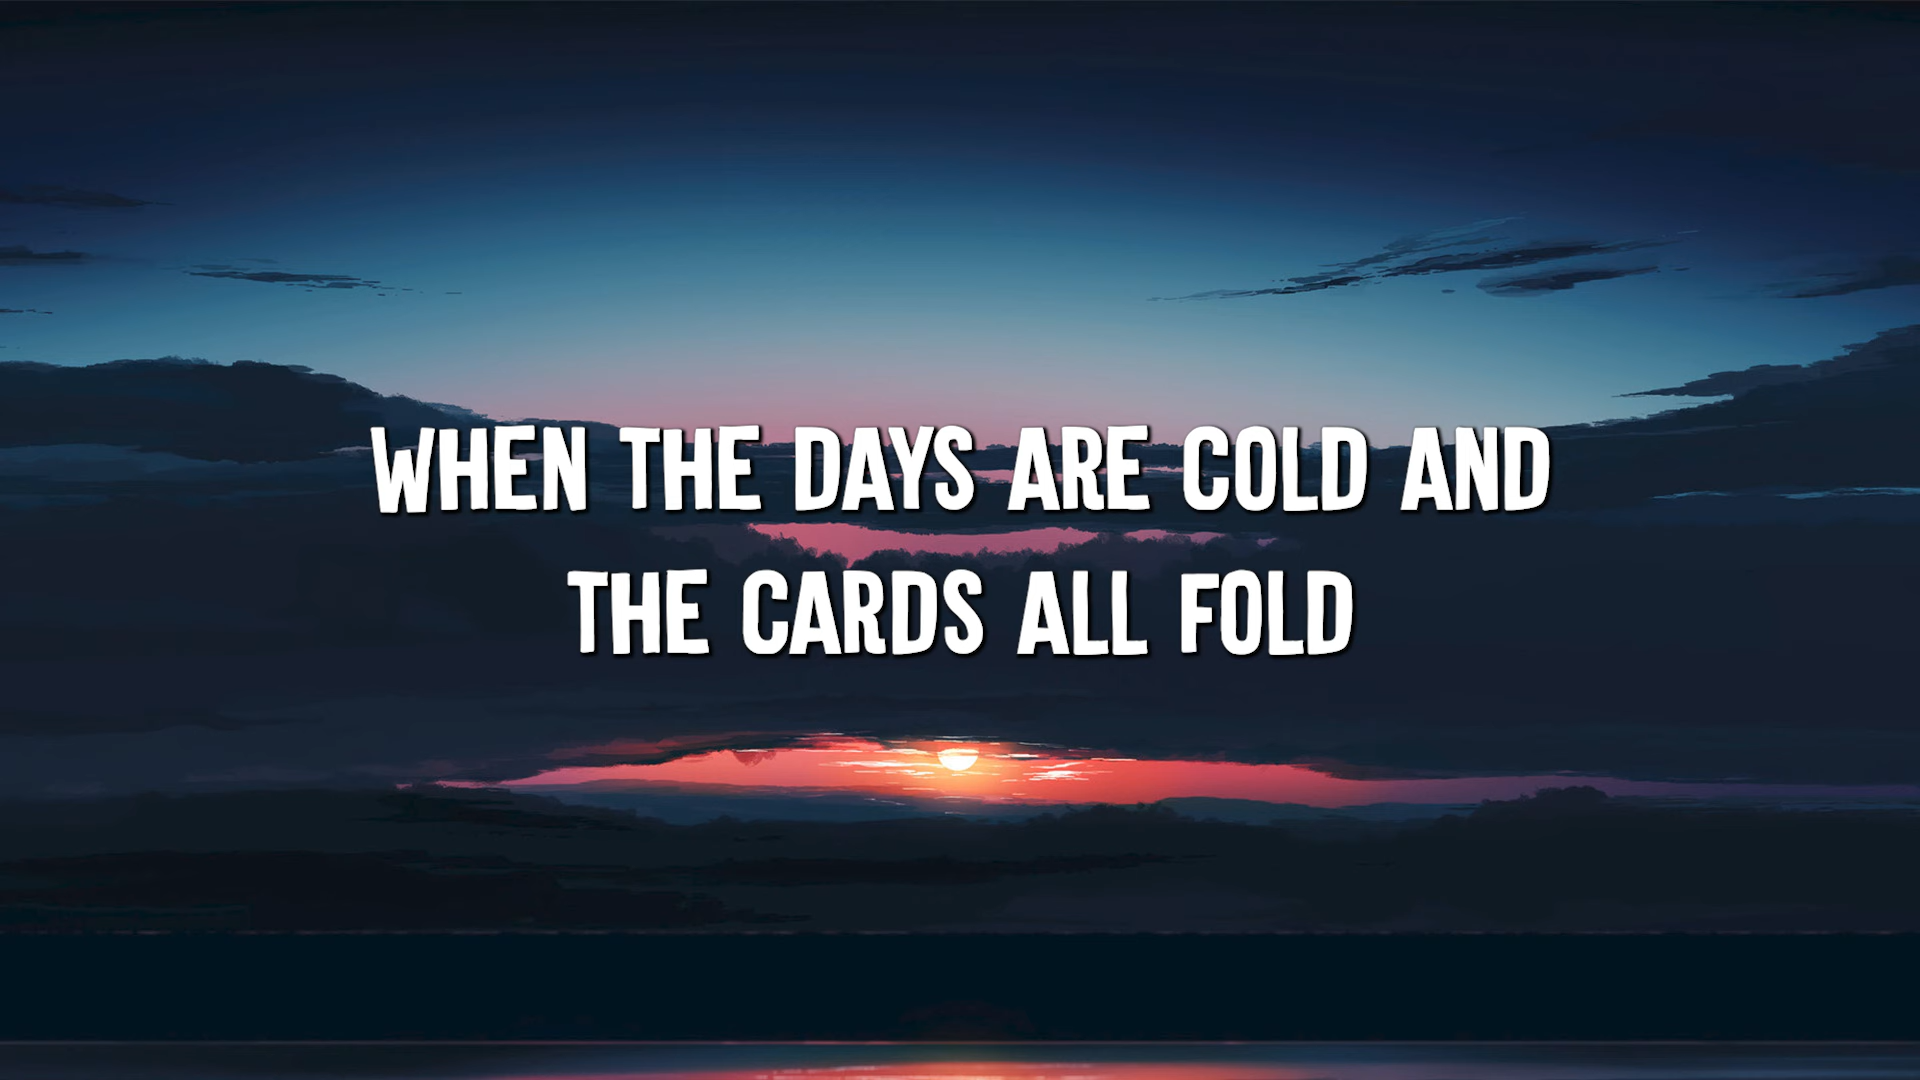 WHEN THE DAYS ARE COLD AND
THE CARDS ALL FOLD